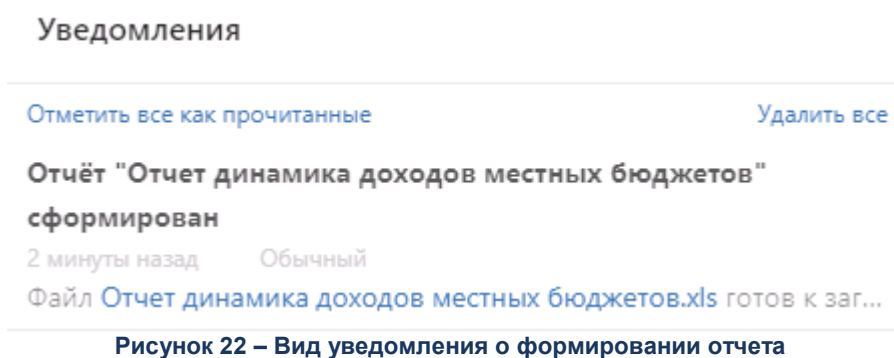 Уведомления
Отметить все как прочитанные Удалить все
Отчёт "Отчет динамика доходов местных бюджетов"
сформирован
2 минуты назад Обычный
Файл Отчет динамика доходов местных бюджетов.xls готов к заг...
Рисунок 22 – Вид уведомления о формировании отчета